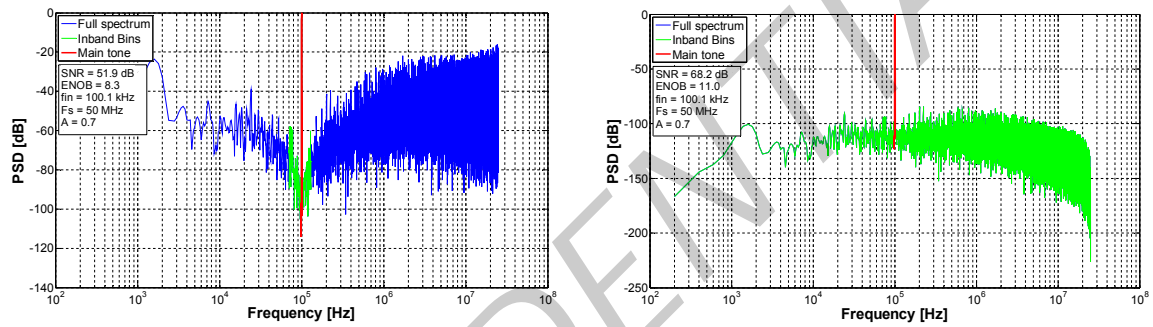 Full spectrum
Inband Bins
Main tone
SNR = 51.9 dB
ENOB = 8.3
fin = 100.1 kHz
Fs = 50 MHz
A = 0.7
0
-20
-40
-60
-80
-100
-120
-140
PSD [dB]
10^2
10^3
10^4
10^5
10^6
10^7
10^8
Frequency [Hz]
Full spectrum
Inband Bins
Main tone
SNR = 68.2 dB
ENOB = 11.0
fin = 100.1 kHz
Fs = 50 MHz
A = 0.7
0
-50
-100
-150
-200
-250
PSD [dB]
10^2
10^3
10^4
10^5
10^6
10^7
10^8
Frequency [Hz]
DENTIA